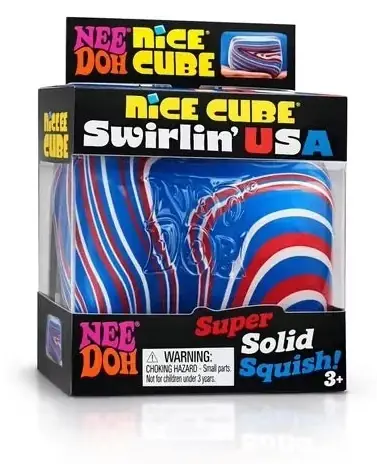 NEE DOH
NiCE CUBE
NiCE CUBE®
Swirlin' USA
NiCE CUBE
NEE DOH
Super Solid Squish!
WARNING:
CHOKING HAZARD - Small parts.
Not for children under 3 years.
3+